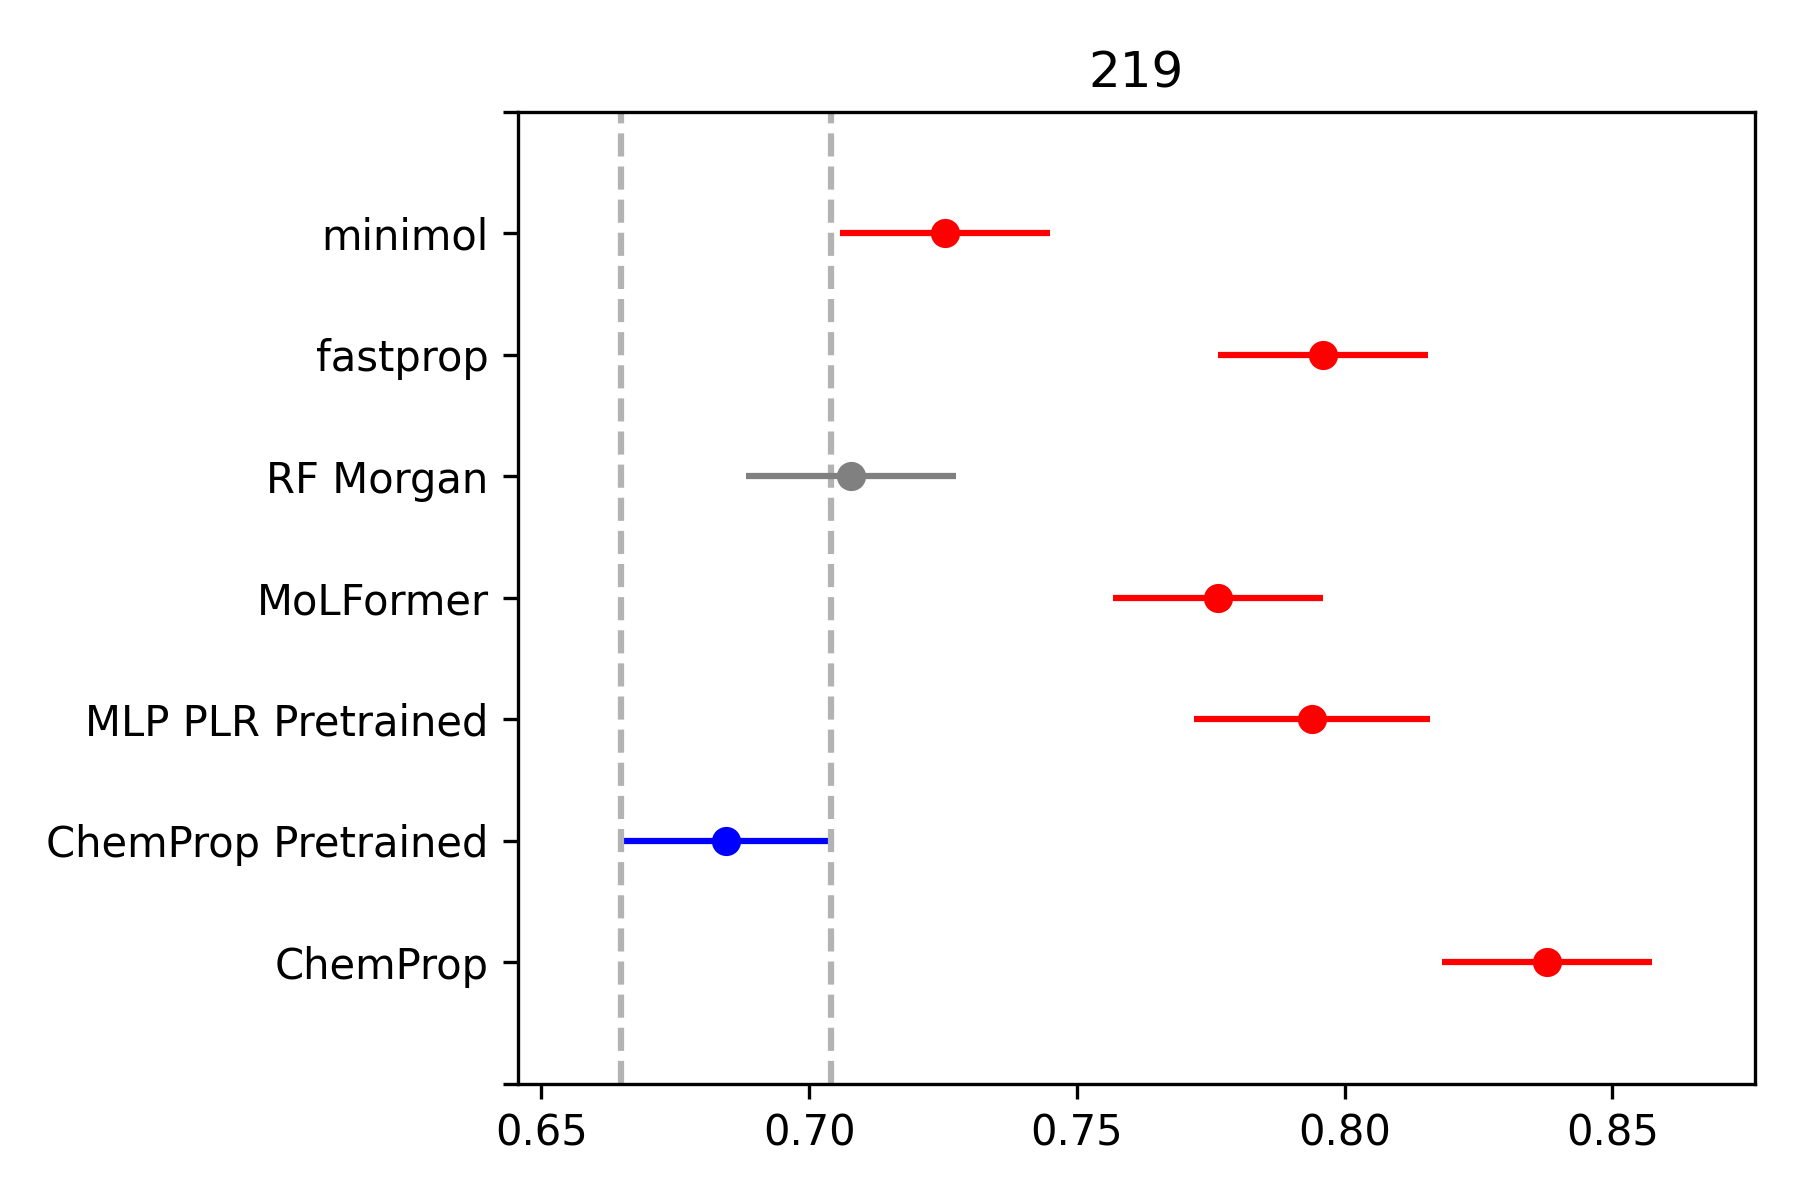 219
minimol
fastprop
RF Morgan
MoLFormer
MLP PLR Pretrained
ChemProp Pretrained
ChemProp
0.65 0.70 0.75 0.80 0.85